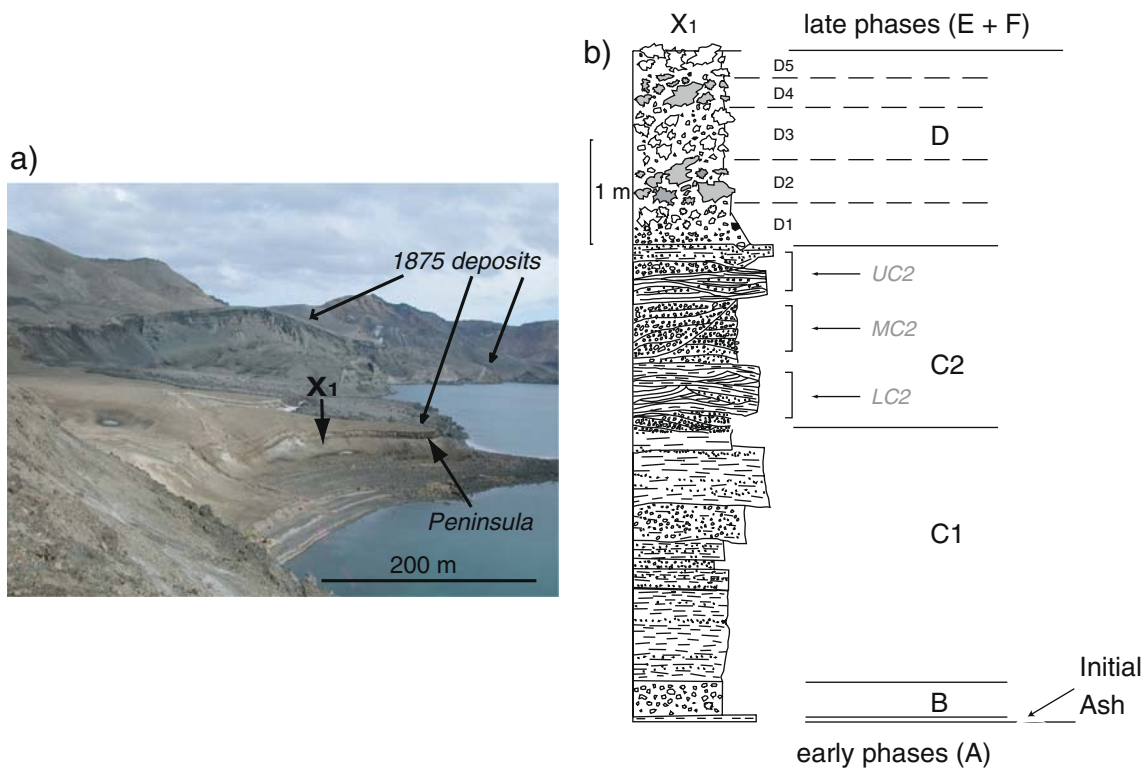 a)
1875 deposits
X1
Peninsula
200 m
b)
X1
late phases (E + F)
1 m
D5
D4
D3
D
D2
D1
UC2
MC2
C2
LC2
C1
B
Initial
Ash
early phases (A)